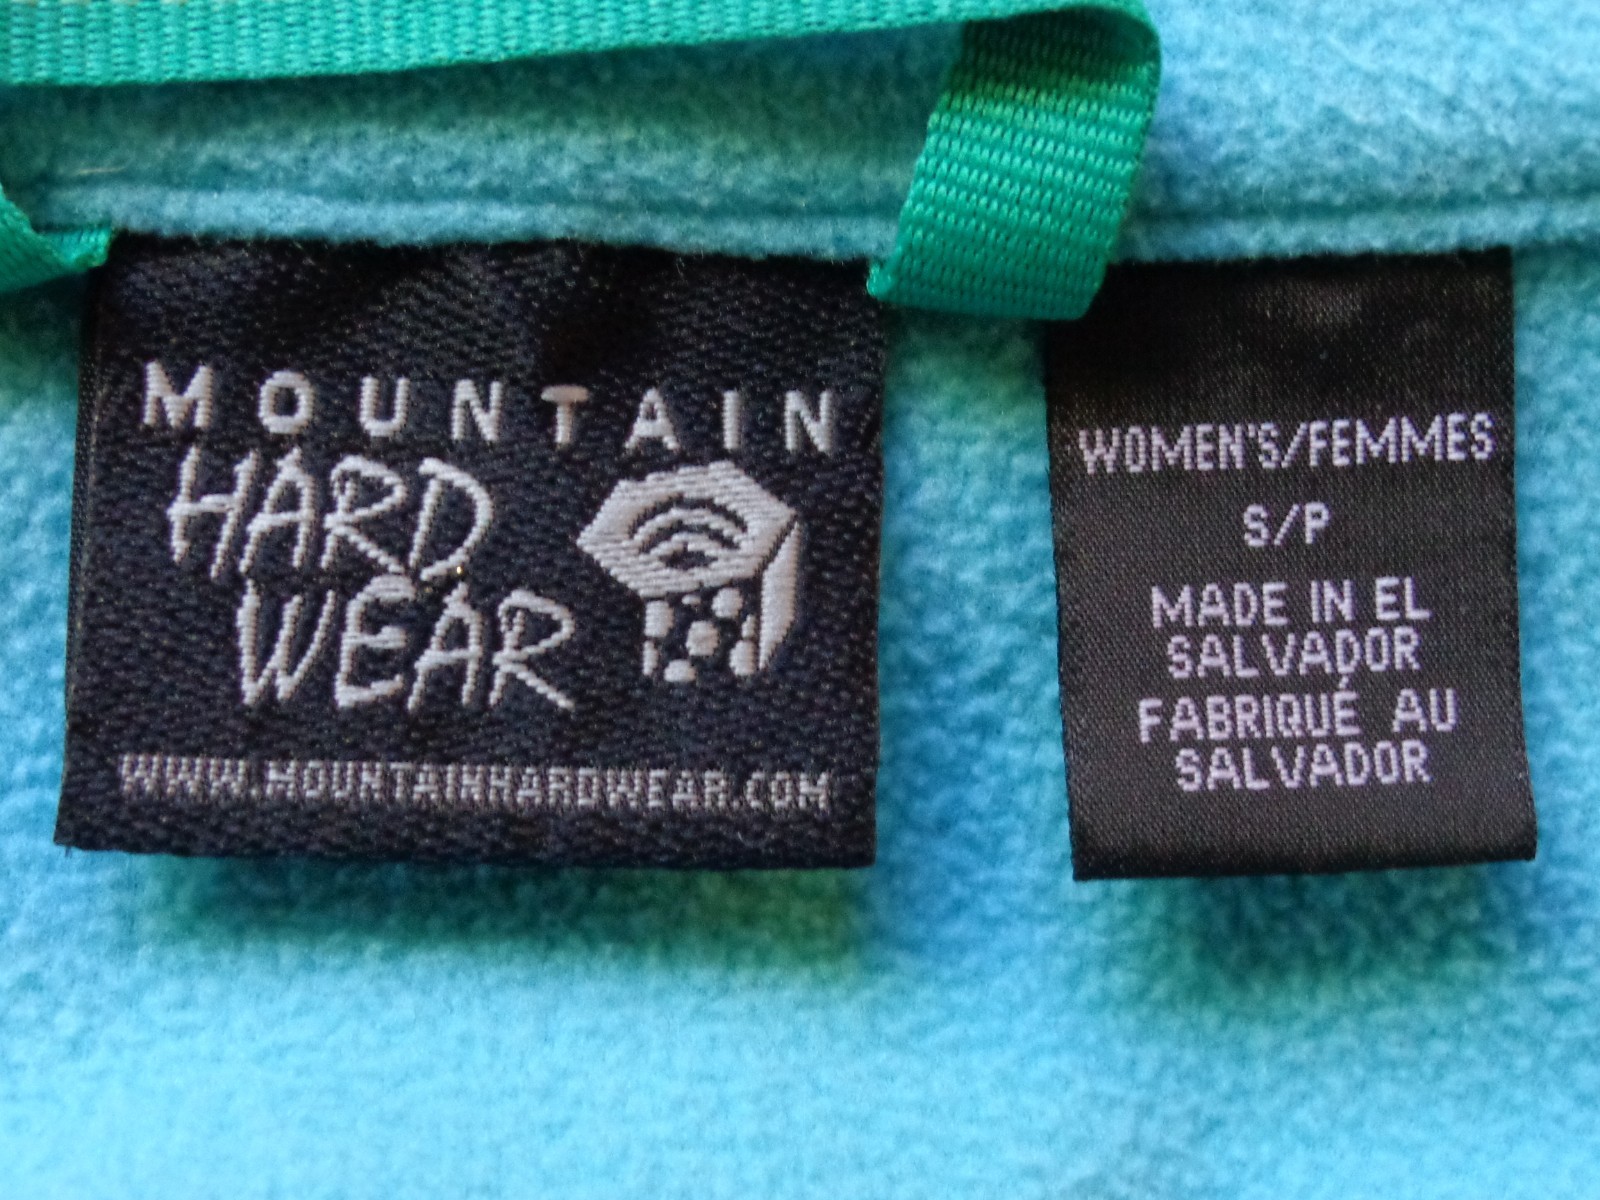 MOUNTAIN
HARD
WEAR
WWW.MOUNTAINHARDWEAR.COM
WOMEN'S/FEMMES
S/P
MADE IN EL
SALVADOR
FABRIQUÉ AU
SALVADOR